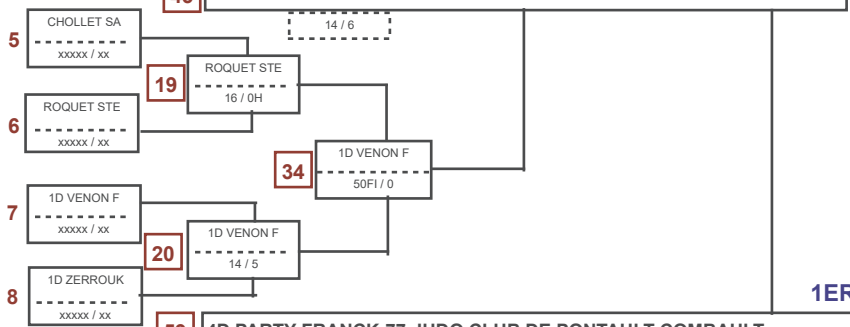 14 / 6
5
CHOLLET SA
xxxxx / xx
19
ROQUET STE
16 / 0H
6
ROQUET STE
xxxxx / xx
34
1D VENON F
50FI / 0
7
1D VENON F
xxxxx / xx
20
1D VENON F
14 / 5
8
1D ZERROUK
xxxxx / xx
1ER